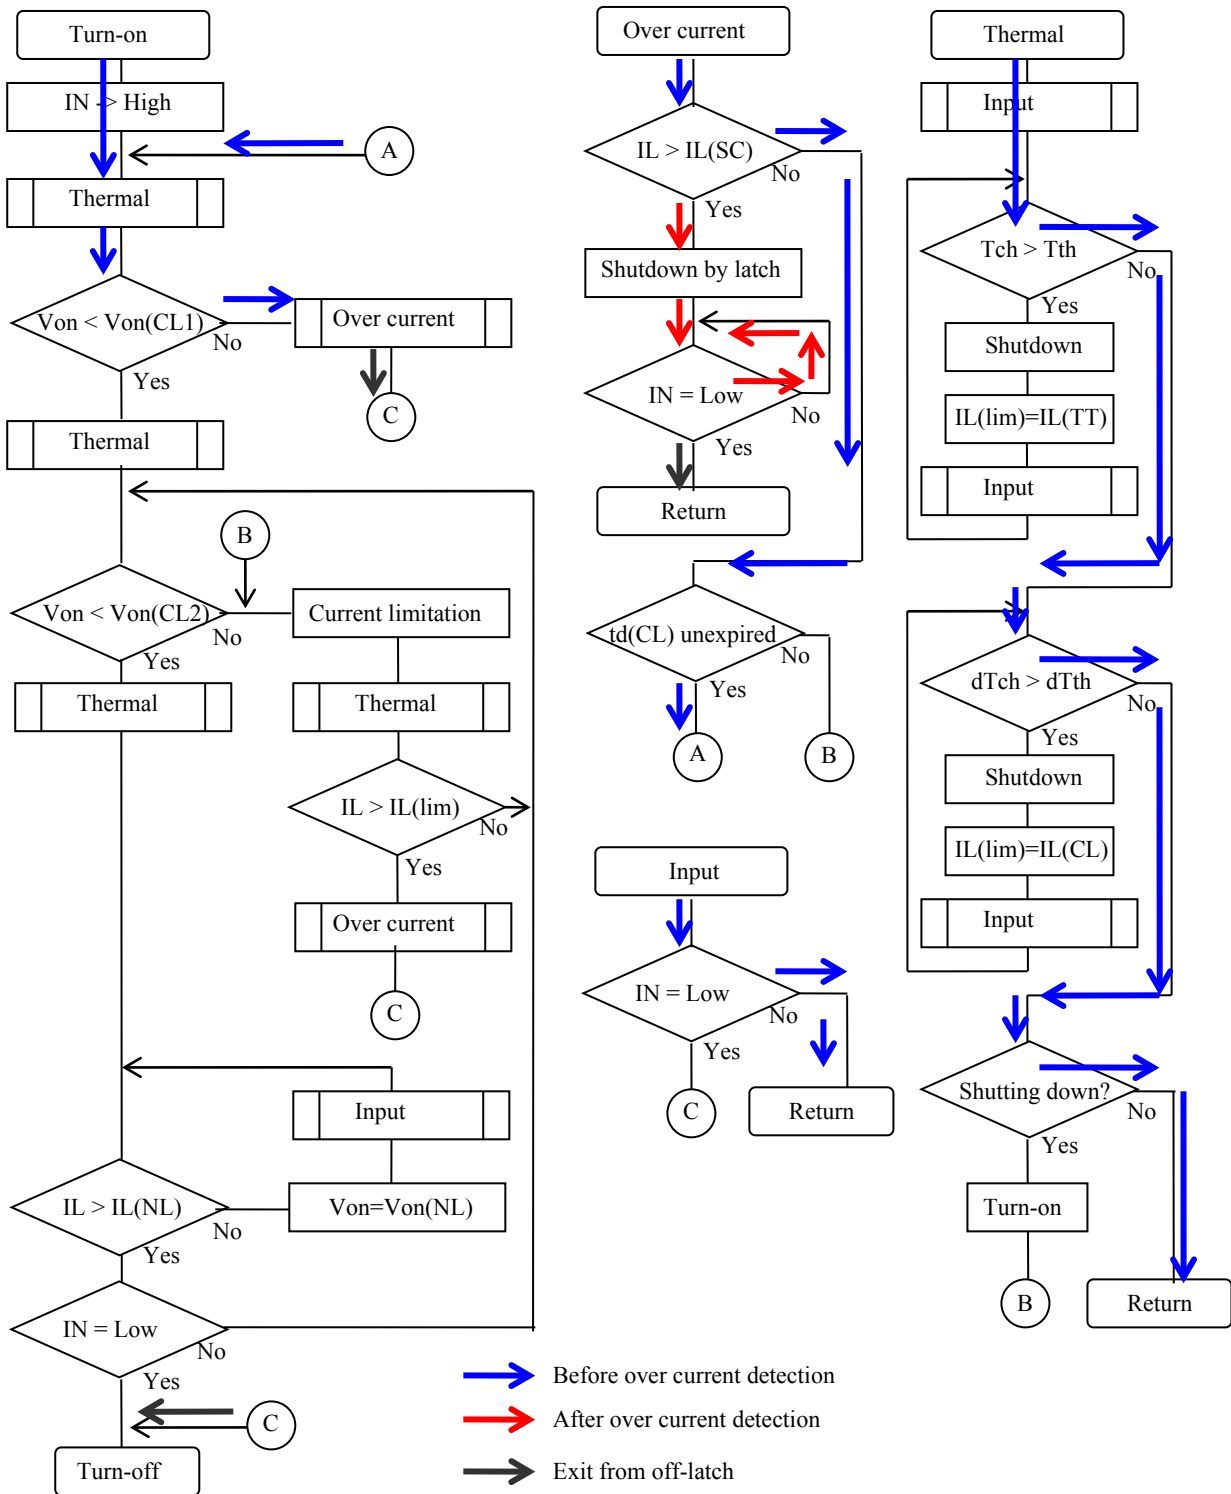 Turn-on
IN -> High
A
Thermal
Von < Von(CL1)
No
Yes
Over current
C
Thermal
B
Von < Von(CL2)
No
Yes
Current limitation
Thermal
Thermal
IL > IL(lim)
No
Yes
Over current
C
Input
Von=Von(NL)
IL > IL(NL)
No
Yes
IN = Low
No
Yes
C
Turn-off
Over current
IL > IL(SC)
No
Yes
Shutdown by latch
IN = Low
No
Yes
Return
td(CL) unexpired
No
Yes
A
B
Input
IN = Low
No
Yes
C
Return
Thermal
Input
Tch > Tth
No
Yes
Shutdown
IL(lim)=IL(TT)
Input
dTch > dTth
No
Yes
Shutdown
IL(lim)=IL(CL)
Input
Shutting down?
No
Yes
Turn-on
B
Return
Before over current detection
After over current detection
Exit from off-latch